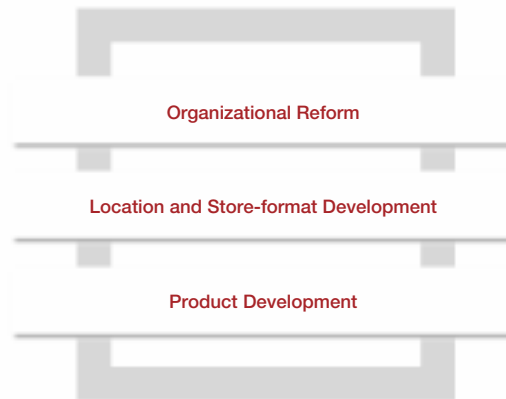 Organizational Reform
Location and Store-format Development
Product Development